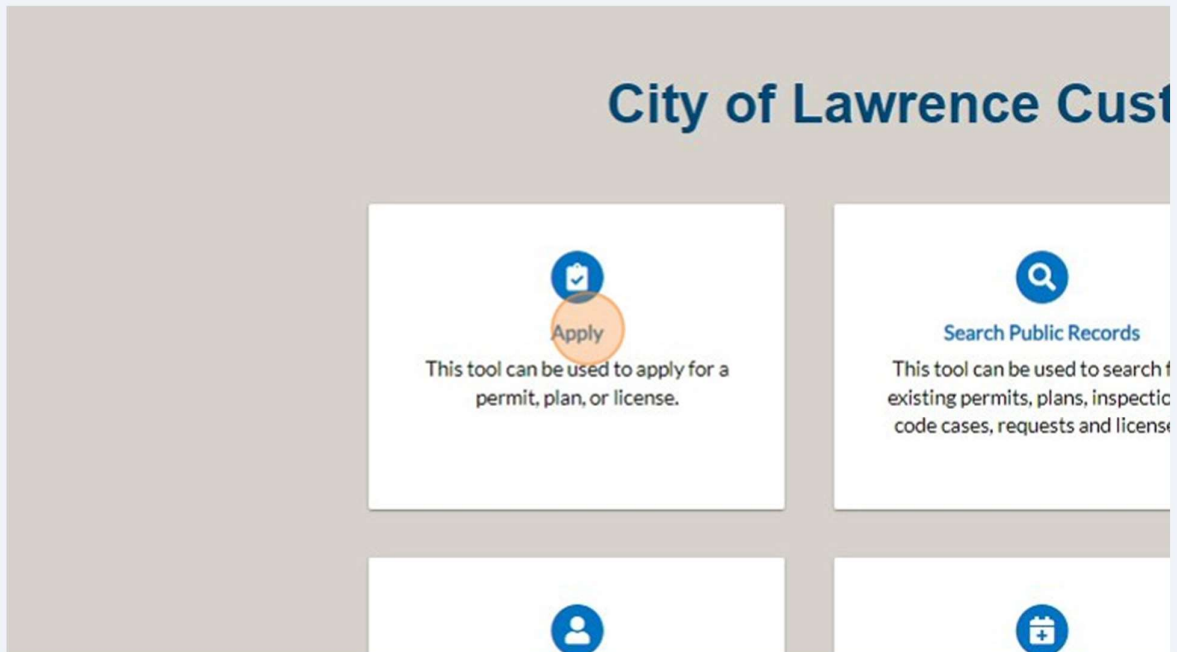 City of Lawrence Cust
Apply
This tool can be used to apply for a
permit, plan, or license.
Search Public Records
This tool can be used to search f
existing permits, plans, inspectio
code cases, requests and license